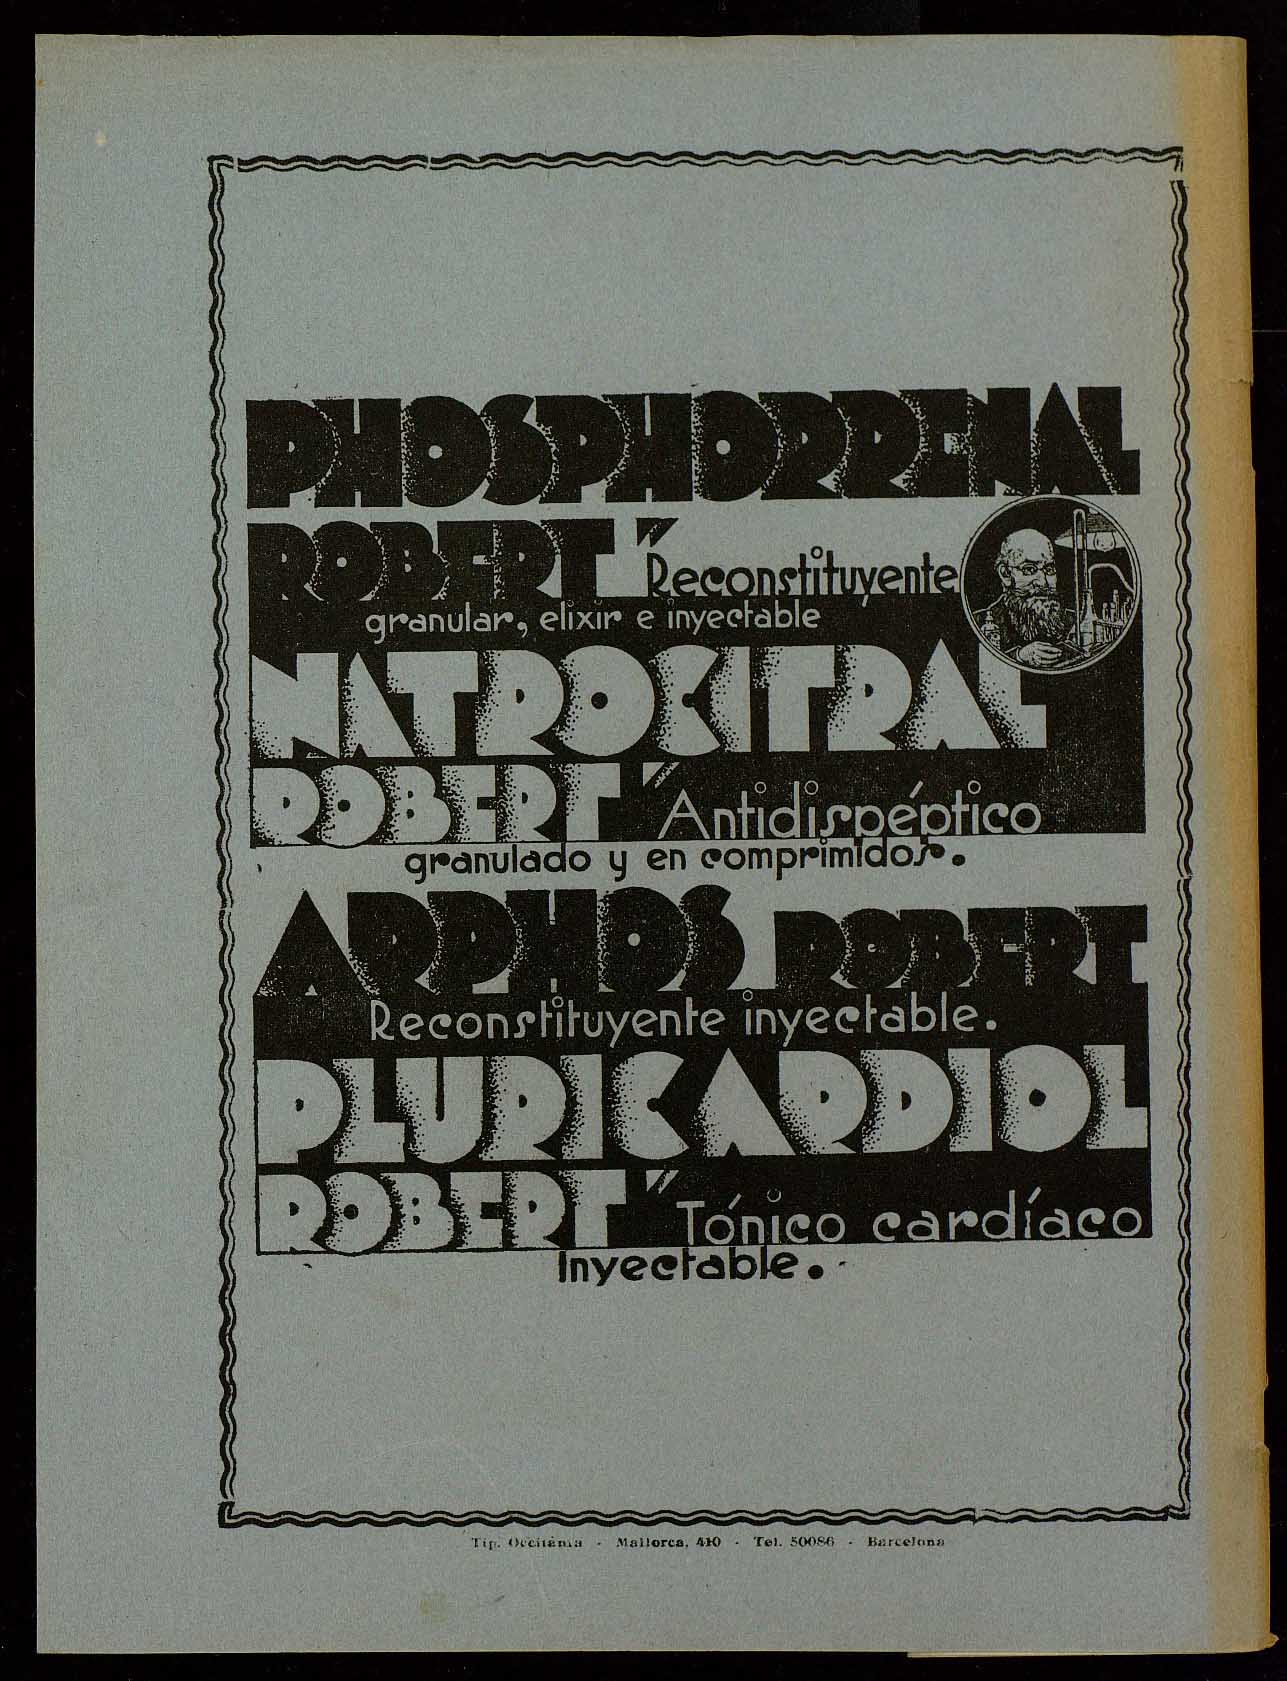 PHOSPHORRENAL
ROBERT " Reconstituyente
granular, elixir e inyectable
NATROCITRAL
ROBERT " Antidispéptico
granulado y en comprimidos.
ARPHOS ROBERT
Reconstituyente inyectable.
PLURICARDIOL
ROBERT " Tónico cardíaco
Inyectable.
Tip. Occitània - Mallorca, 410 - Tel. 50086 - Barcelona